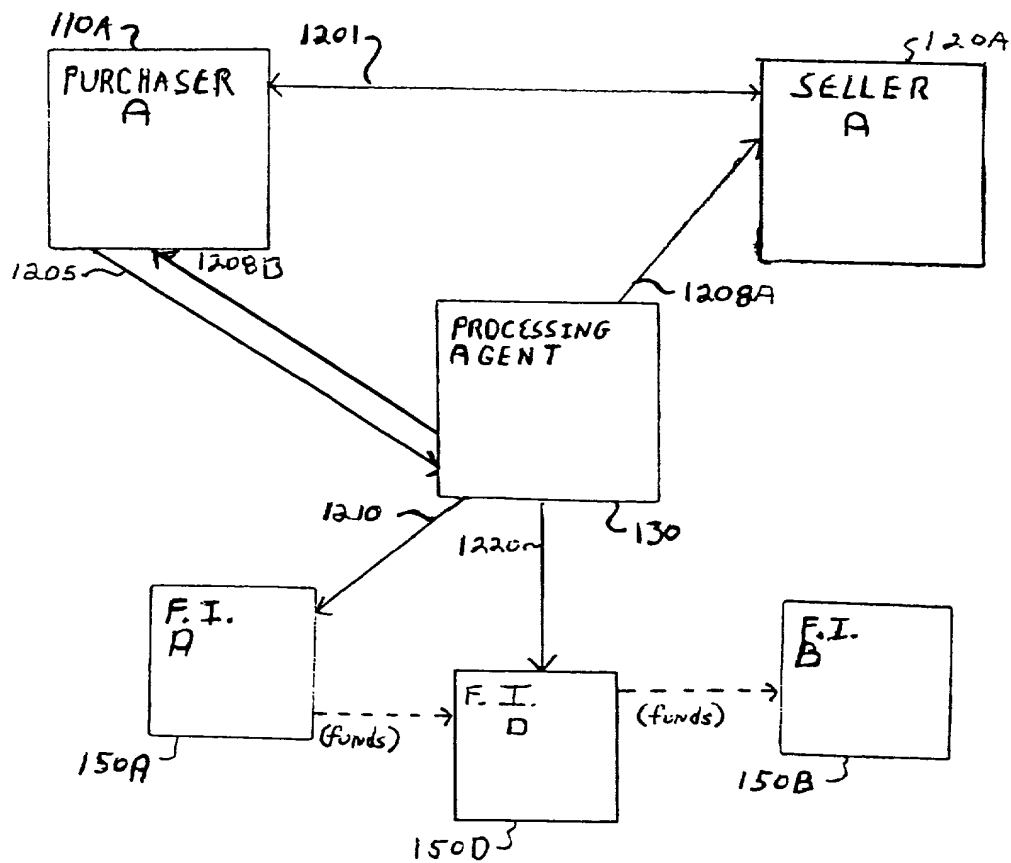 110A
1201
120A
PURCHASER
A
SELLER
A
1205
1208B
1208A
PROCESSING
AGENT
1210
1220
130
F. I.
A
F. I.
D
F. I.
B
(funds)
(funds)
150A
150D
150B